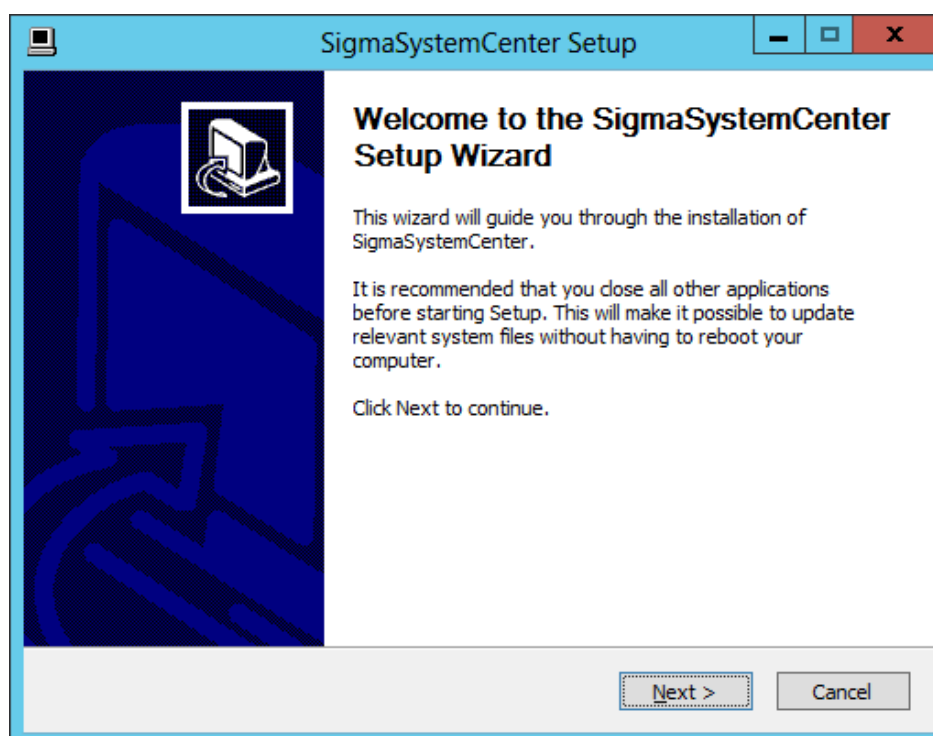 SigmaSystemCenter Setup
Welcome to the SigmaSystemCenter
Setup Wizard
This wizard will guide you through the installation of
SigmaSystemCenter.
It is recommended that you close all other applications
before starting Setup. This will make it possible to update
relevant system files without having to reboot your
computer.
Click Next to continue.
Next >
Cancel